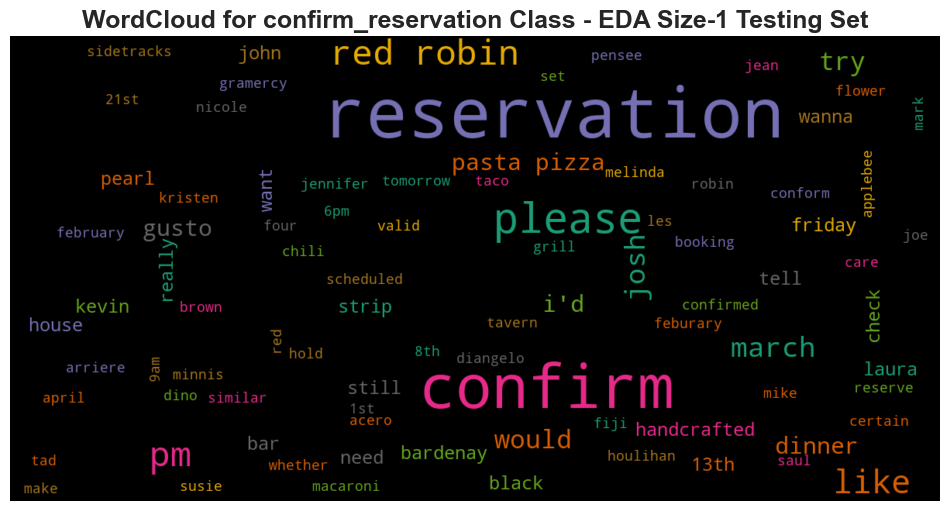 WordCloud for confirm_reservation Class - EDA Size-1 Testing Set
sidetracks
john
red robin
pensee
set
jean
try
gramercy
flower
21st
nicole
reservation
wanna
mark
pasta pizza
melinda
pearl
want
jennifer
tomorrow
taco
robin
conform
applebee
kristen
6pm
please
les
february
gusto
four
valid
friday
joe
grill
booking
really
chili
josh
care
scheduled
tell
kevin
brown
strip
i'd
confirmed
check
house
tavern
feburary
red
hold
8th
diangelo
march
arriere
9am
minnis
confirm
laura
still
reserve
april
dino
similar
mike
1st
acero
fiji
handcrafted
certain
pm
bar
would
dinner
need
bardenay
houlihan
13th
saul
tad
whether
make
susie
macaroni
black
like